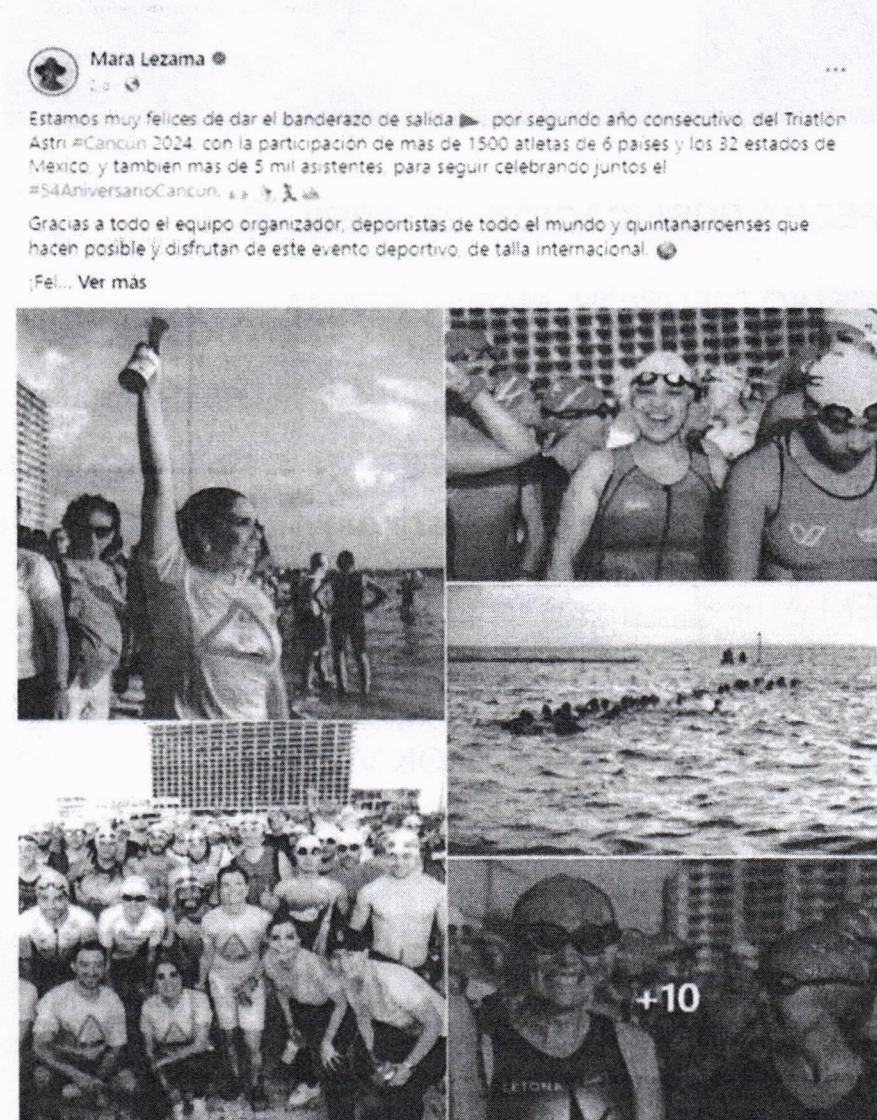 Mara Lezama
Estamos muy felices de dar el banderazo de salida, por segundo año consecutivo, del Triatlón
Astri #Cancún 2024, con la participación de mas de 1500 atletas de 6 países y los 32 estados de
Mexico, y también mas de 5 mil asistentes, para seguir celebrando juntos el
#54AniversarioCancun.
Gracias a todo el equipo organizador, deportistas de todo el mundo y quintanarroenses que
hacen posible y disfrutan de este evento deportivo, de talla internacional.
¡Fel... Ver más
+10
LETONA